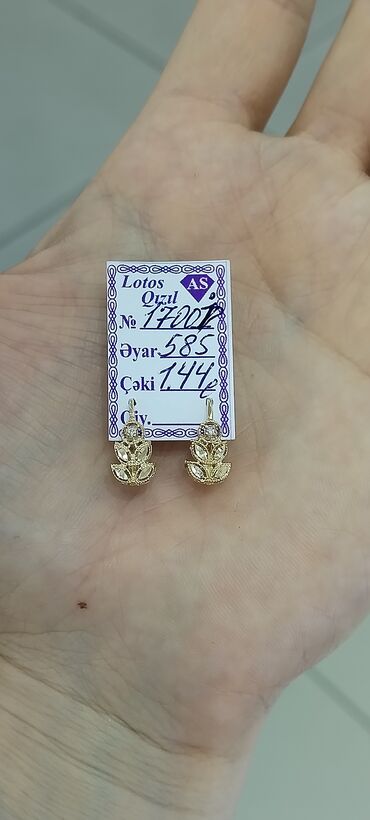 Lotos
Qızıl
AS
№ 1700
Əyar. 585
Çəki 1.44